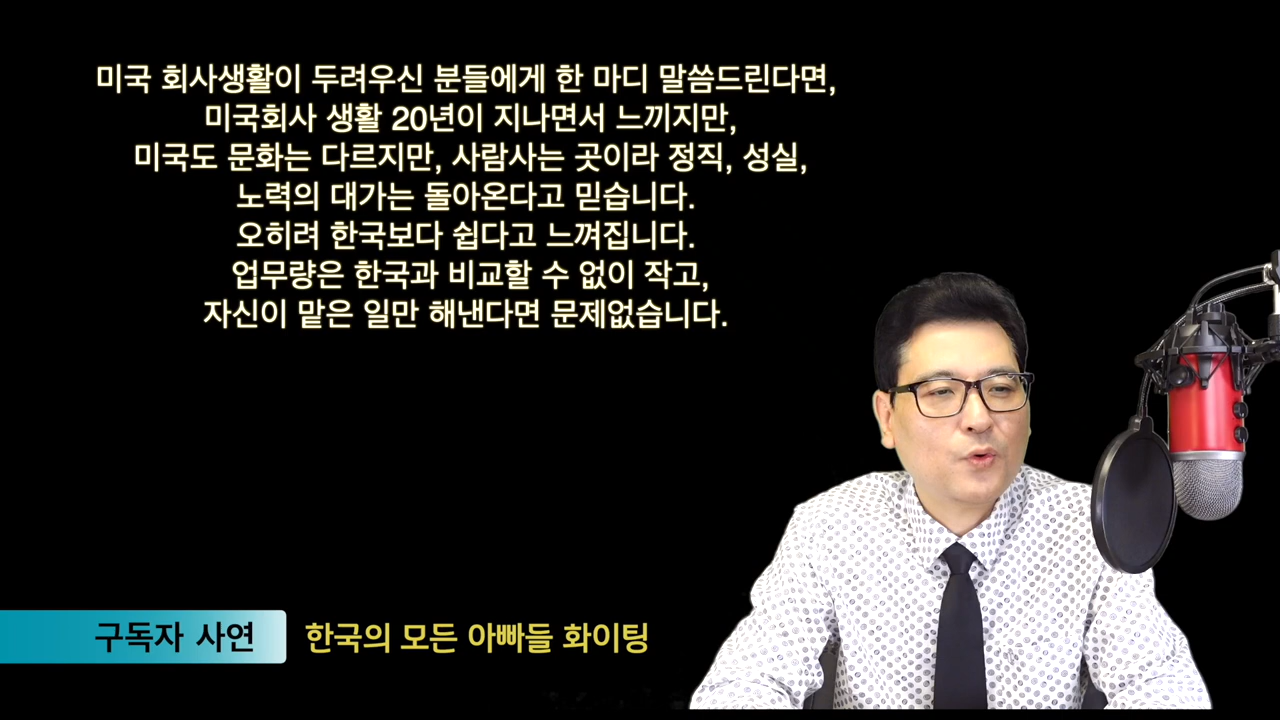 미국 회사생활이 두려우신 분들에게 한 마디 말씀드린다면,
미국회사 생활 20년이 지나면서 느끼지만,
미국도 문화는 다르지만, 사람사는 곳이라 정직, 성실,
노력의 대가는 돌아온다고 믿습니다.
오히려 한국보다 쉽다고 느껴집니다.
업무량은 한국과 비교할 수 없이 작고,
자신이 맡은 일만 해낸다면 문제없습니다.
구독자 사연 한국의 모든 아빠들 화이팅